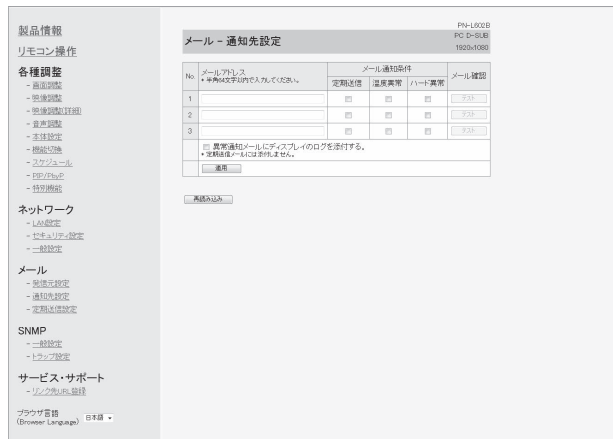 製品情報
リモコン操作
各種調整
- 画面調整
- 映像調整
- 映像調整(詳細)
- 音声調整
- 本体設定
- 機能切換
- スケジュール
- PIP/PbyP
- 特別機能
ネットワーク
- LAN設定
- セキュリティ設定
- 一般設定
メール
- 発信元設定
- 通知先設定
- 定期送信設定
SNMP
- 一般設定
- トラップ設定
サービス・サポート
- リンク先URL登録
ブラウザ言語
(Browser Language) 日本語
メール - 通知先設定
PN-L602B
PC D-SUB
1920x1080
No. メールアドレス
* 半角64文字以内で入力してください。
メール通知条件
定期送信 温度異常 ハード異常
メール確認
1 テスト
2 テスト
3 テスト
異常通知メールにディスプレイのログを添付する。
* 定期送信メールには添付しません。
適用
再読み込み